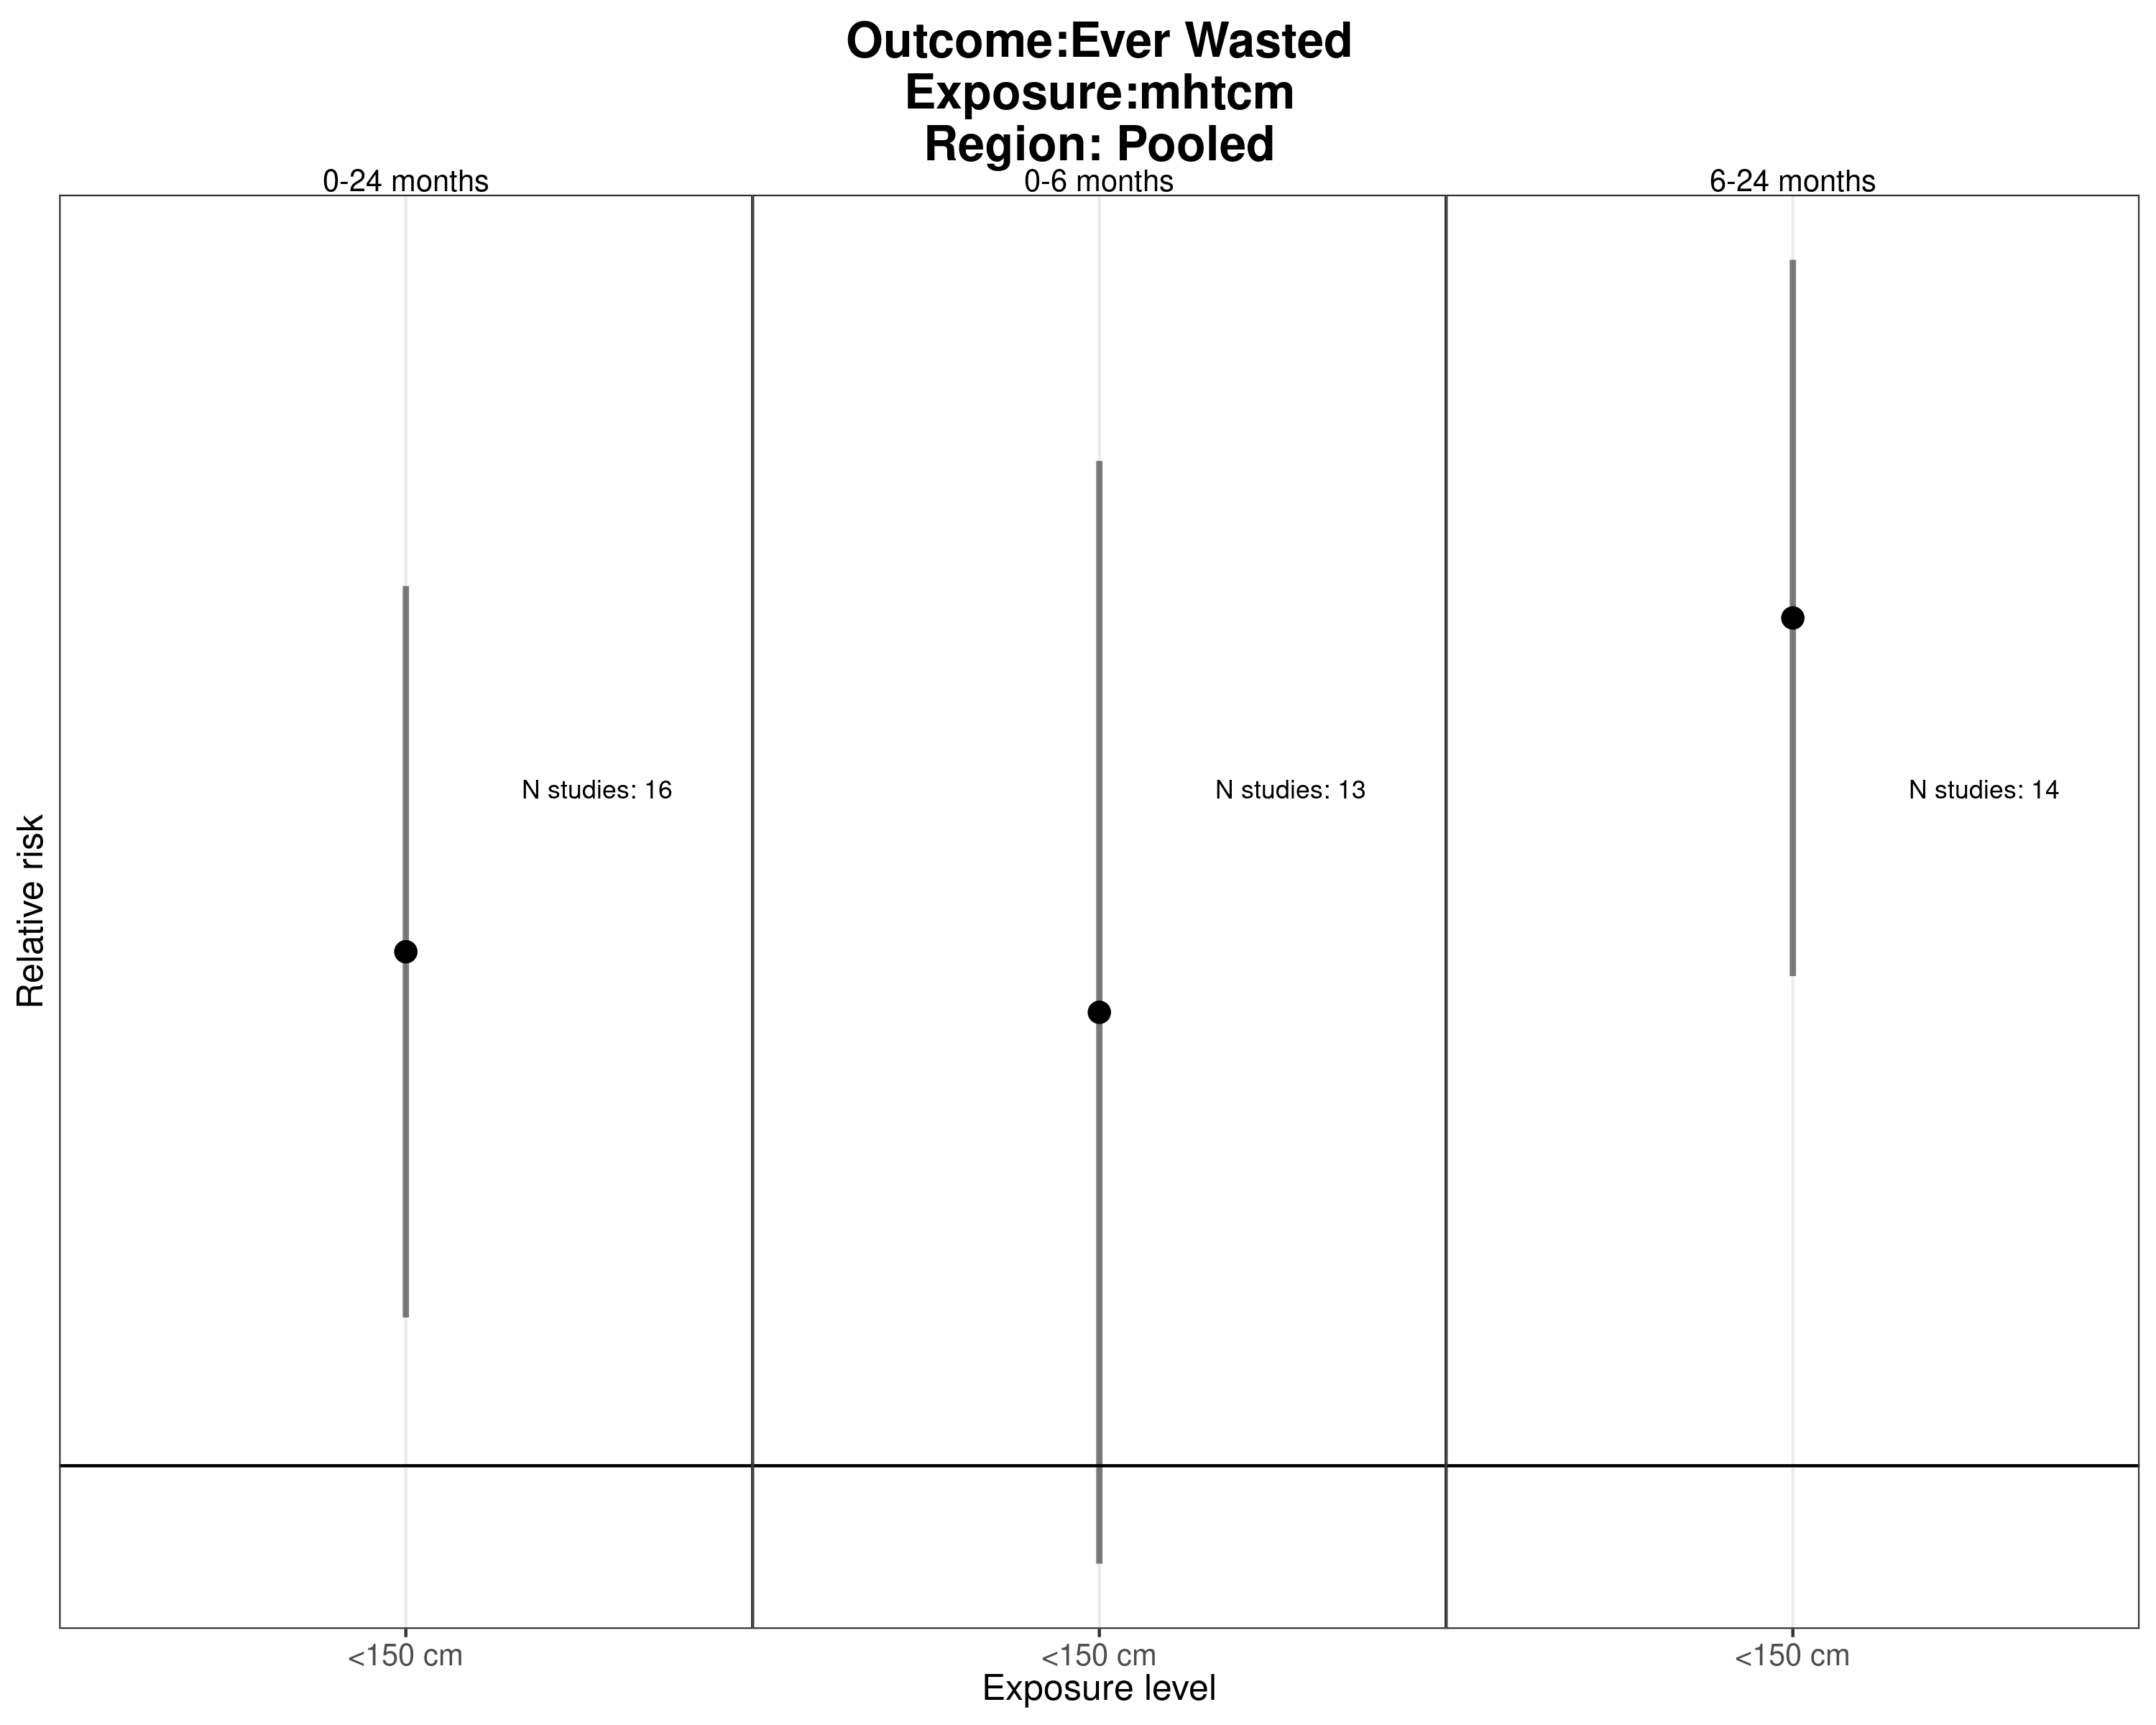 Outcome:Ever Wasted
Exposure:mhtcm
Region: Pooled
0-24 months
0-6 months
6-24 months
N studies: 16
N studies: 13
N studies: 14
Relative risk
<150 cm
<150 cm
<150 cm
Exposure level